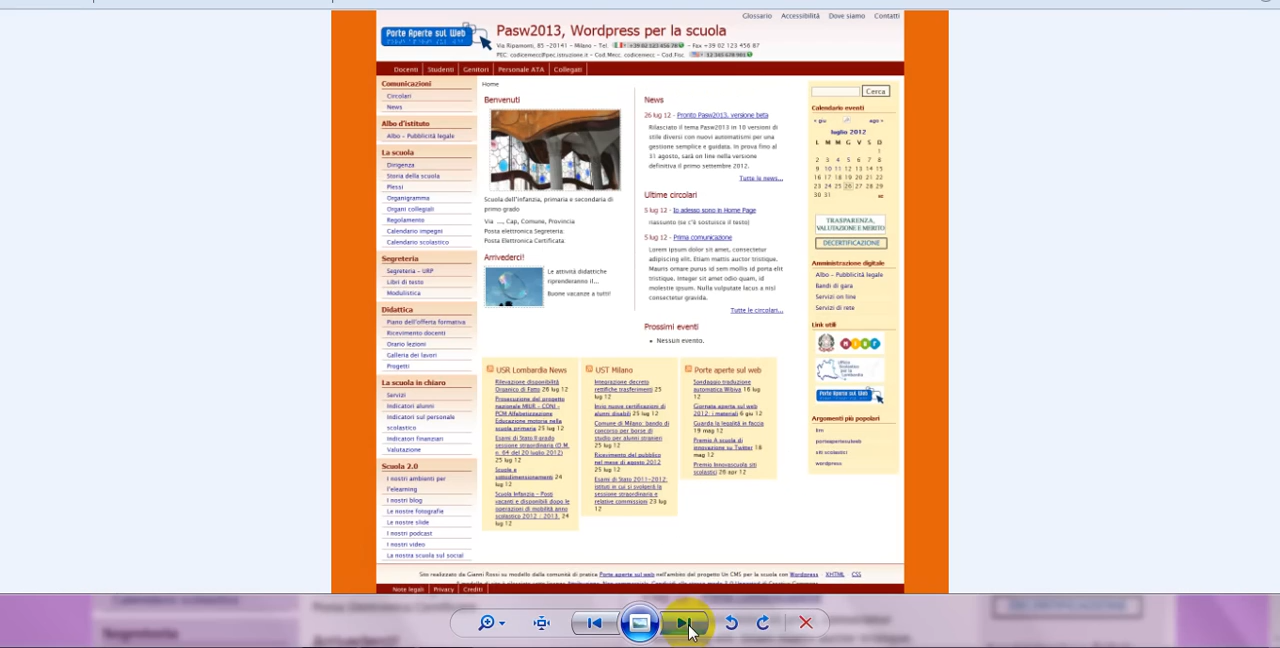 Glossario Accessibilità Dove siamo Contatti
Porte Aperte sul Web
Pasw2013, Wordpress per la scuola
Via Ripamonti, 85 -20141 - Milano - Tel. +39 02 123 456 78 - Fax +39 02 123 456 87
PEC: codicemecc@pec.istruzione.it - Cod.Mecc. codicemecc - Cod.Fisc. 12 345 678 901
Docenti Studenti Genitori Personale ATA Collegati
Comunicazioni
Circolari
News
Albo d'istituto
Albo - Pubblicità legale
La scuola
Dirigenza
Storia della scuola
Plessi
Organigramma
Organi collegiali
Regolamento
Calendario impegni
Calendario scolastico
Segreteria
Segreteria - URP
Libri di testo
Modulistica
Didattica
Piano dell'offerta formativa
Ricevimento docenti
Orario lezioni
Galleria dei lavori
Progetti
La scuola in chiaro
Servizi
Indicatori alunni
Indicatori sul personale
scolastico
Indicatori finanziari
Valutazione
Scuola 2.0
I nostri ambienti per
l'elearning
I nostri blog
Le nostre fotografie
Le nostre slide
I nostri podcast
I nostri video
La nostra scuola sul social
Home
Benvenuti
Scuola dell'infanzia, primaria e secondaria di
primo grado
Via ..., Cap, Comune, Provincia
Posta elettronica Segreteria:
Posta Elettronica Certificata:
Arrivederci!
Le attività didattiche
riprenderanno il...
Buone vacanze a tutti!
News
26 lug 12 - Pronto Pasw2013, versione beta
Rilasciato il tema Pasw2013 in 10 versioni di
stile diversi con nuovi automatismi per una
gestione semplice e guidata. In prova fino al
31 agosto, sarà on line nella versione
definitiva il primo settembre 2012.
Tutte le news...
Ultime circolari
5 lug 12 - Io adesso sono in Home Page
riassunto (se c'è sostuisce il testo)
5 lug 12 - Prima comunicazione
Lorem ipsum dolor sit amet, consectetur
adipiscing elit. Etiam mattis auctor tristique.
Mauris ornare purus id sem mollis id porta elit
tristique. Integer sit amet odio quam, id
molestie ipsum. Nulla vulputate lacus a nisi
consectetur gravida.
Tutte le circolari...
Prossimi eventi
Nessun evento.
USR Lombardia News
Rilevazione disponibilità
Organico di Fatto 26 lug 12
Prosecuzione del progetto
nazionale MIUR - CONI -
PCM Alfabetizzazione
Educazione motoria nella
scuola primaria 25 lug 12
Esami di Stato II grado
sessione straordinaria (O.M.
n. 64 del 20 luglio 2012)
25 lug 12
Scuole e
sottodimensionamenti 24
lug 12
Scuola Infanzia - Posti
vacanti e disponibili dopo le
operazioni di mobilità anno
scolastico 2012 / 2013. 24
lug 12
UST Milano
Integrazione decreto
rettifiche trasferimenti 25
lug 12
Invio nuove certificazioni di
alunni disabili 25 lug 12
Comune di Milano: bando di
concorso per borse di
studio per alunni stranieri
25 lug 12
Ricevimento del pubblico
nel mese di agosto 2012
25 lug 12
Esami di Stato 2011-2012:
istituti in cui si svolgerà la
sessione straordinaria e
relative commissioni 23 lug
12
Porte aperte sul web
Sondaggio traduzione
automatica Wibiya 16 lug
12
Giornata aperta sul web
2012: i materiali 6 giu 12
Guarda la legalità in faccia
19 mag 12
Premio A scuola di
innovazione su Twitter 18
mag 12
Premio Innovascuola siti
scolastici 26 apr 12
Cerca
Calendario eventi
« giu ago »
luglio 2012
L M M G V S D
1
2 3 4 5 6 7 8
9 10 11 12 13 14 15
16 17 18 19 20 21 22
23 24 25 26 27 28 29
30 31
TRASPARENZA,
VALUTAZIONE E MERITO
DECERTIFICAZIONE
Amministrazione digitale
Albo - Pubblicità legale
Bandi di gara
Servizi on line
Servizi di rete
Link utili
Porte Aperte sul Web
Argomenti più popolari
lim
porteapertesulweb
siti scolastici
wordpress
Sito realizzato da Gianni Rossi su modello dalla comunità di pratica Porte aperte sul web nell'ambito del progetto Un CMS per la scuola con Wordpress XHTML CSS
Note legali Privacy Crediti
Segreteria